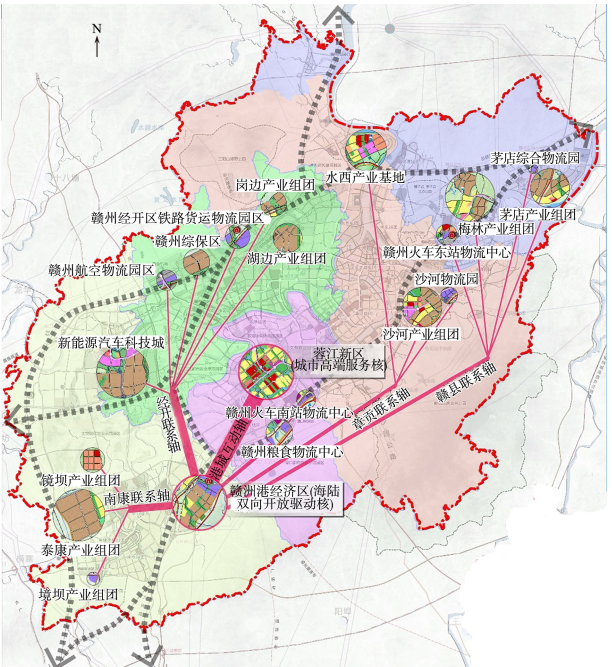 N
茅店综合物流园
水西产业基地
岗边产业组团
茅店产业组团
赣州经开区铁路货运物流园区
梅林产业组团
赣州综保区
赣州火车东站物流中心
湖边产业组团
赣州航空物流园区
沙河物流园
新能源汽车科技城
沙河产业组团
蓉江新区
(城市高端服务核)
赣县联系轴
章贡联系轴
经开联系轴
赣州火车南站物流中心
港城互动轴
赣州粮食物流中心
镜坝产业组团
南康联系轴
赣洲港经济区(海陆
双向开放驱动核)
泰康产业组团
境坝产业组团